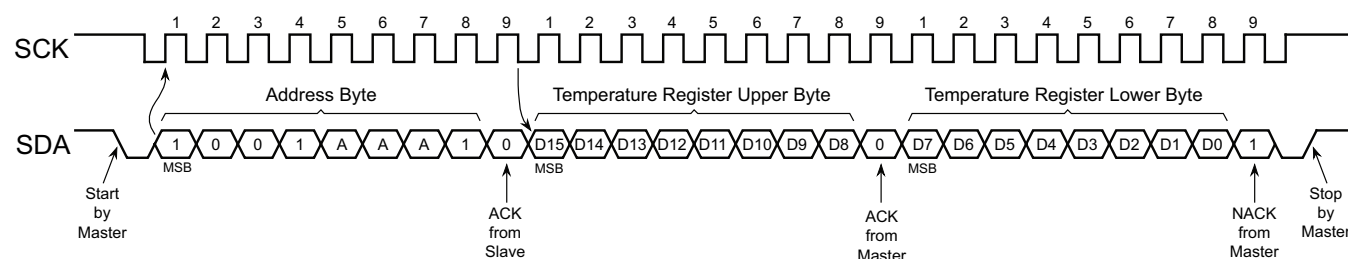 1 2 3 4 5 6 7 8 9 1 2 3 4 5 6 7 8 9 1 2 3 4 5 6 7 8 9
SCK
Address Byte Temperature Register Upper Byte Temperature Register Lower Byte
SDA 1 0 0 1 A A A 1 0 D15 D14 D13 D12 D11 D10 D9 D8 0 D7 D6 D5 D4 D3 D2 D1 D0 1
MSB MSB MSB
Start
by
Master
ACK
from
Slave
ACK
from
Master
NACK
from
Master
Stop
by
Master